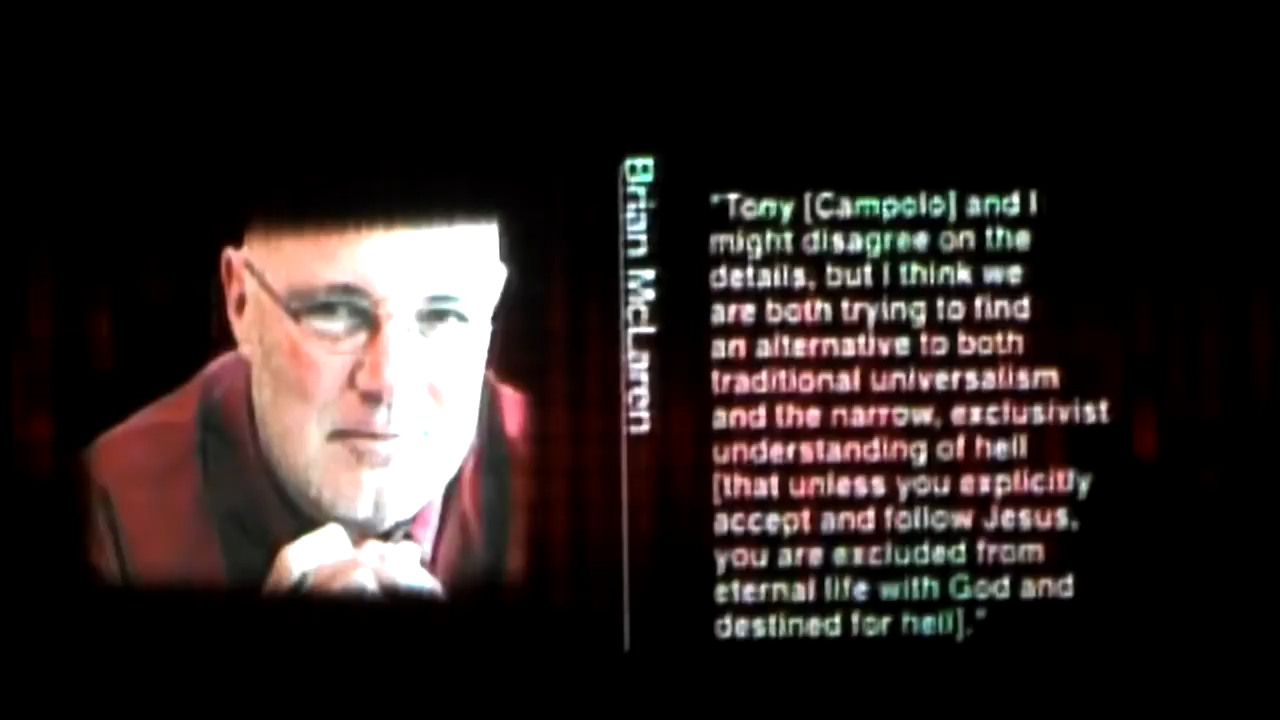 Brian McLaren
"Tony [Campolo] and I
might disagree on the
details, but I think we
are both trying to find
an alternative to both
traditional universalism
and the narrow, exclusivist
understanding of hell
[that unless you explicitly
accept and follow Jesus,
you are excluded from
eternal life with God and
destined for hell]."